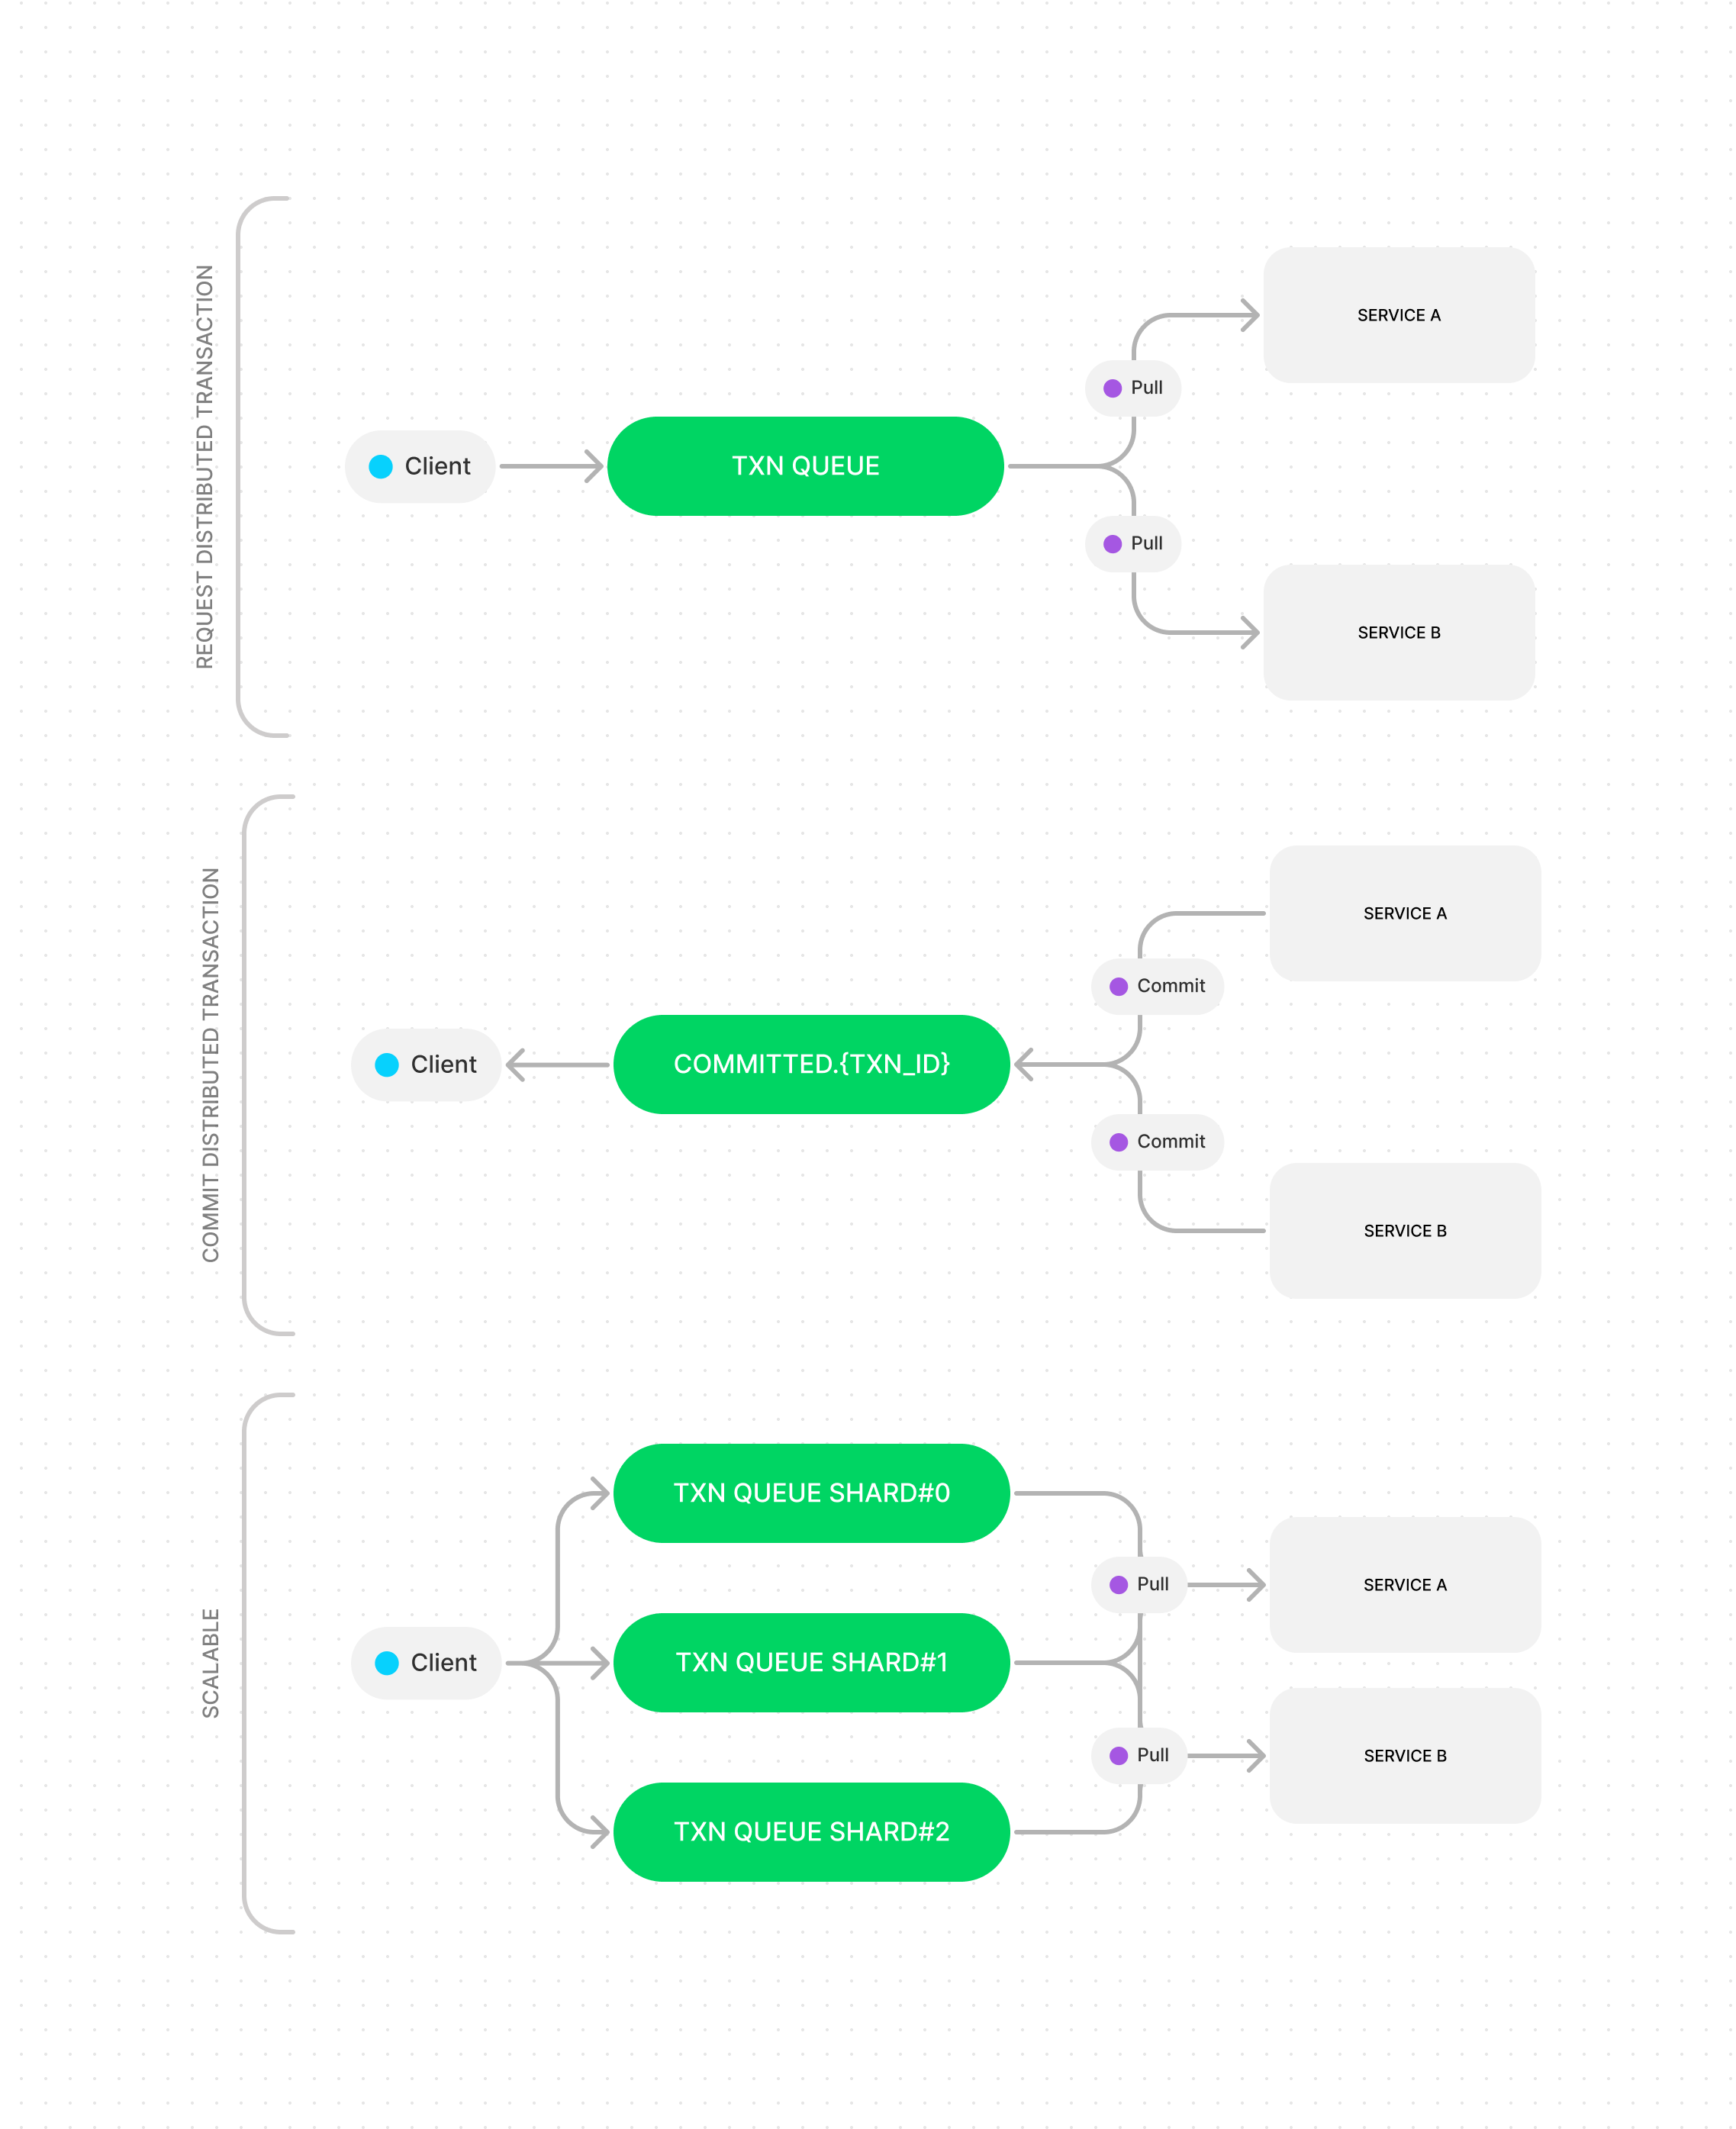 REQUEST DISTRIBUTED TRANSACTION
Client
TXN QUEUE
Pull
Pull
SERVICE A
SERVICE B
COMMIT DISTRIBUTED TRANSACTION
Client
COMMITTED.{TXN_ID}
Commit
Commit
SERVICE A
SERVICE B
SCALABLE
Client
TXN QUEUE SHARD#0
TXN QUEUE SHARD#1
TXN QUEUE SHARD#2
Pull
Pull
SERVICE A
SERVICE B